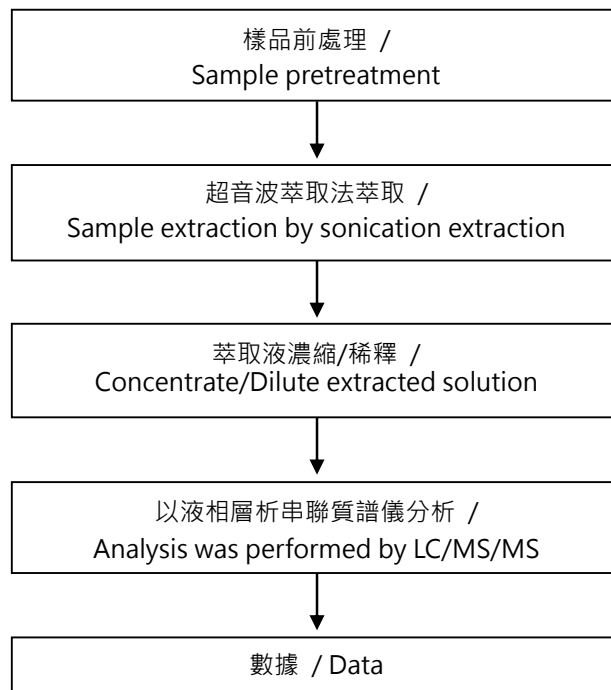 樣品前處理 /
Sample pretreatment
超音波萃取法萃取 /
Sample extraction by sonication extraction
萃取液濃縮/稀釋 /
Concentrate/Dilute extracted solution
以液相層析串聯質譜儀分析 /
Analysis was performed by LC/MS/MS
數據 / Data